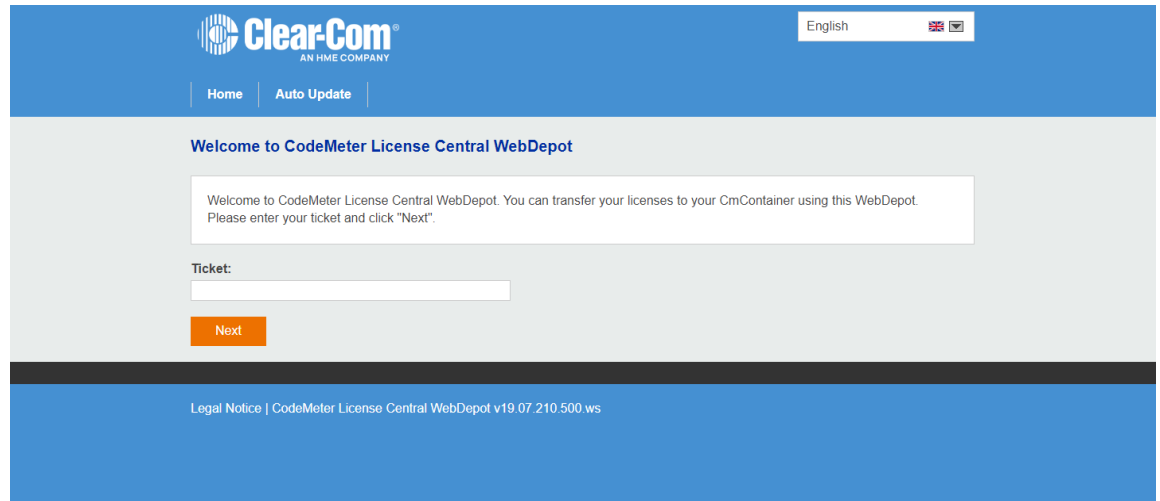 Clear-Com®
AN HME COMPANY
English
Home
Auto Update
Welcome to CodeMeter License Central WebDepot
Welcome to CodeMeter License Central WebDepot. You can transfer your licenses to your CmContainer using this WebDepot.
Please enter your ticket and click "Next".
Ticket:
Next
Legal Notice | CodeMeter License Central WebDepot v19.07.210.500.ws